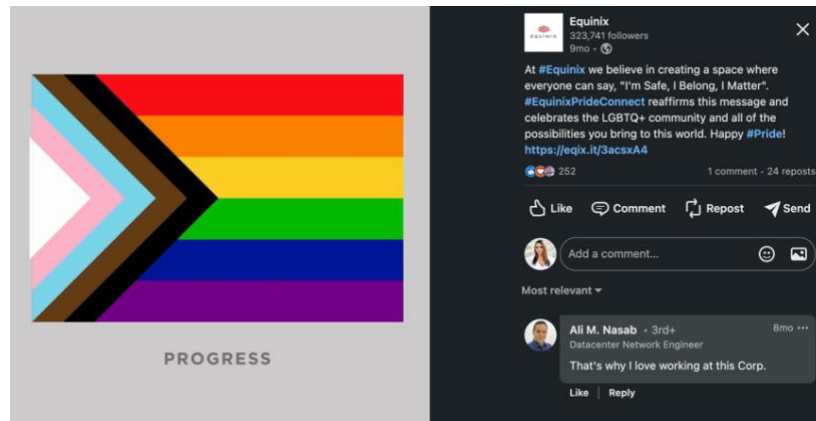 PROGRESS
EQUINIX
Equinix
323,741 followers
9mo •
At #Equinix we believe in creating a space where
everyone can say, "I'm Safe, I Belong, I Matter".
#EquinixPrideConnect reaffirms this message and
celebrates the LGBTQ+ community and all of the
possibilities you bring to this world. Happy #Pride!
https://eqix.it/3acsxA4
252 1 comment • 24 reposts
Like Comment Repost Send
Add a comment...
Most relevant
Ali M. Nasab • 3rd+ 8mo •••
Datacenter Network Engineer
That's why I love working at this Corp.
Like | Reply